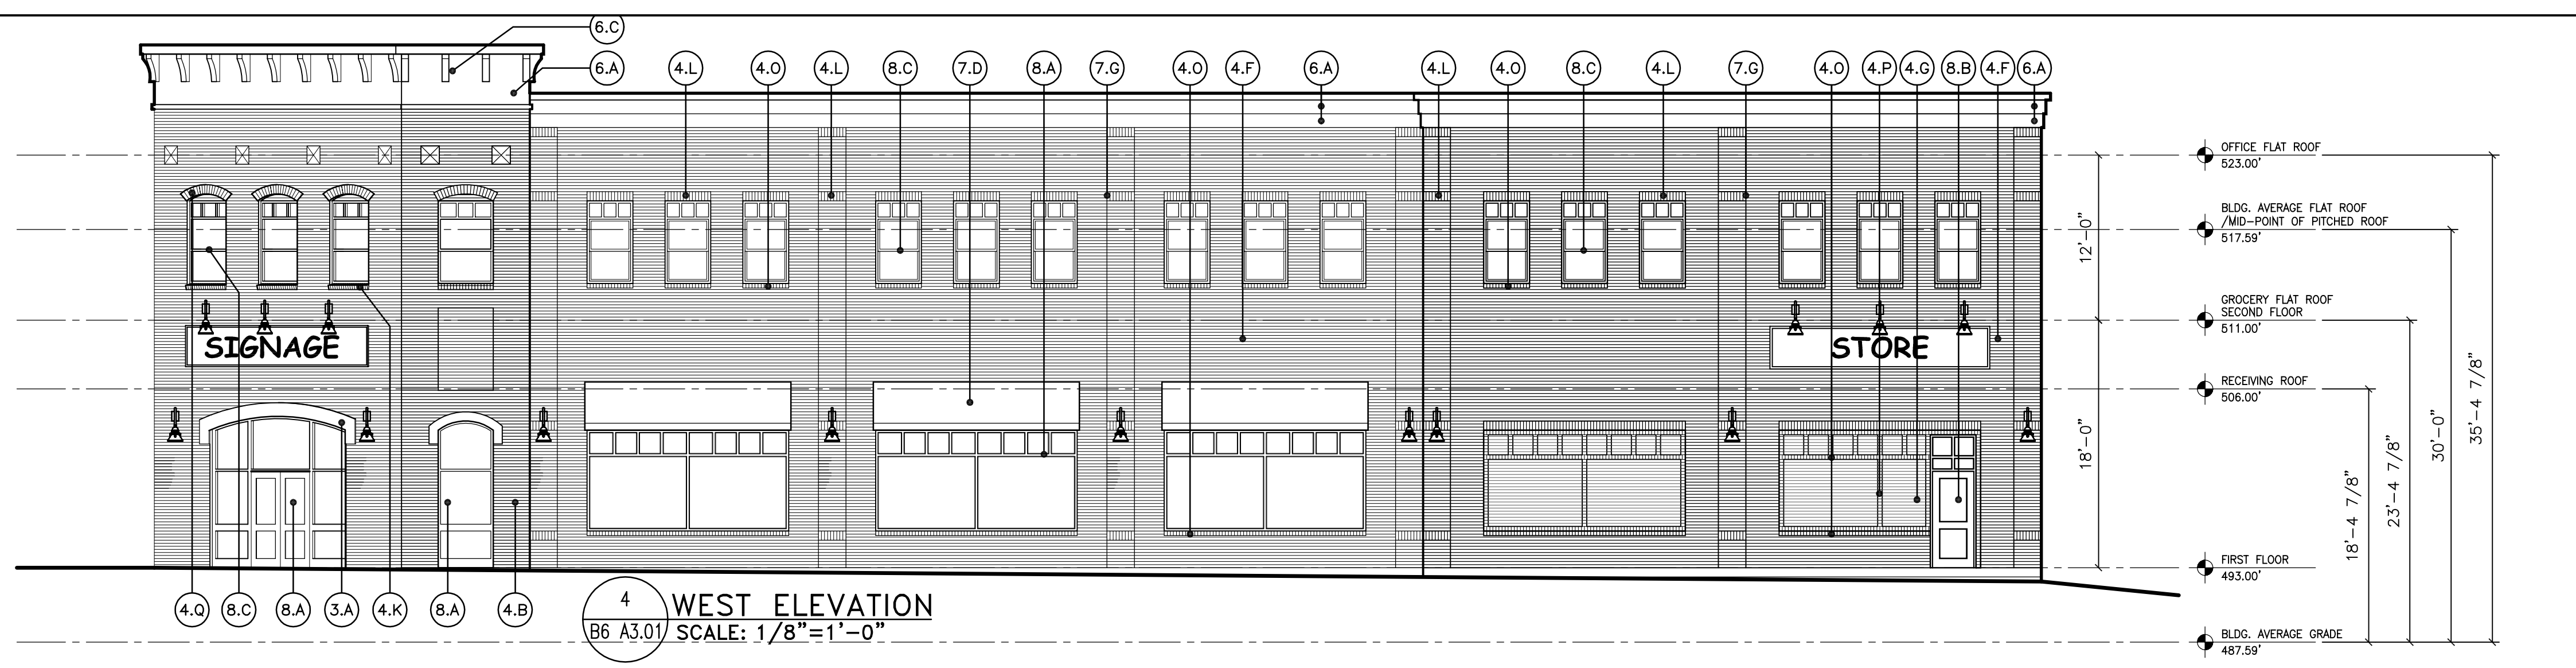 6.C
6.A 4.L 4.O 4.L 8.C 7.D 8.A 7.G 4.O 4.F 6.A 4.L 4.O 8.C 4.L 7.G 4.O 4.P 4.G 8.B 4.F 6.A
OFFICE FLAT ROOF
523.00'
BLDG. AVERAGE FLAT ROOF
/MID-POINT OF PITCHED ROOF
517.59'
12'-0"
GROCERY FLAT ROOF
SECOND FLOOR
511.00'
SIGNAGE
STORE
RECEIVING ROOF
506.00'
18'-0"
18'-4 7/8"
23'-4 7/8"
30'-0"
35'-4 7/8"
FIRST FLOOR
493.00'
4.Q 8.C 8.A 3.A 4.K 8.A 4.B
4
B6 A3.01
WEST ELEVATION
SCALE: 1/8"=1'-0"
BLDG. AVERAGE GRADE
487.59'